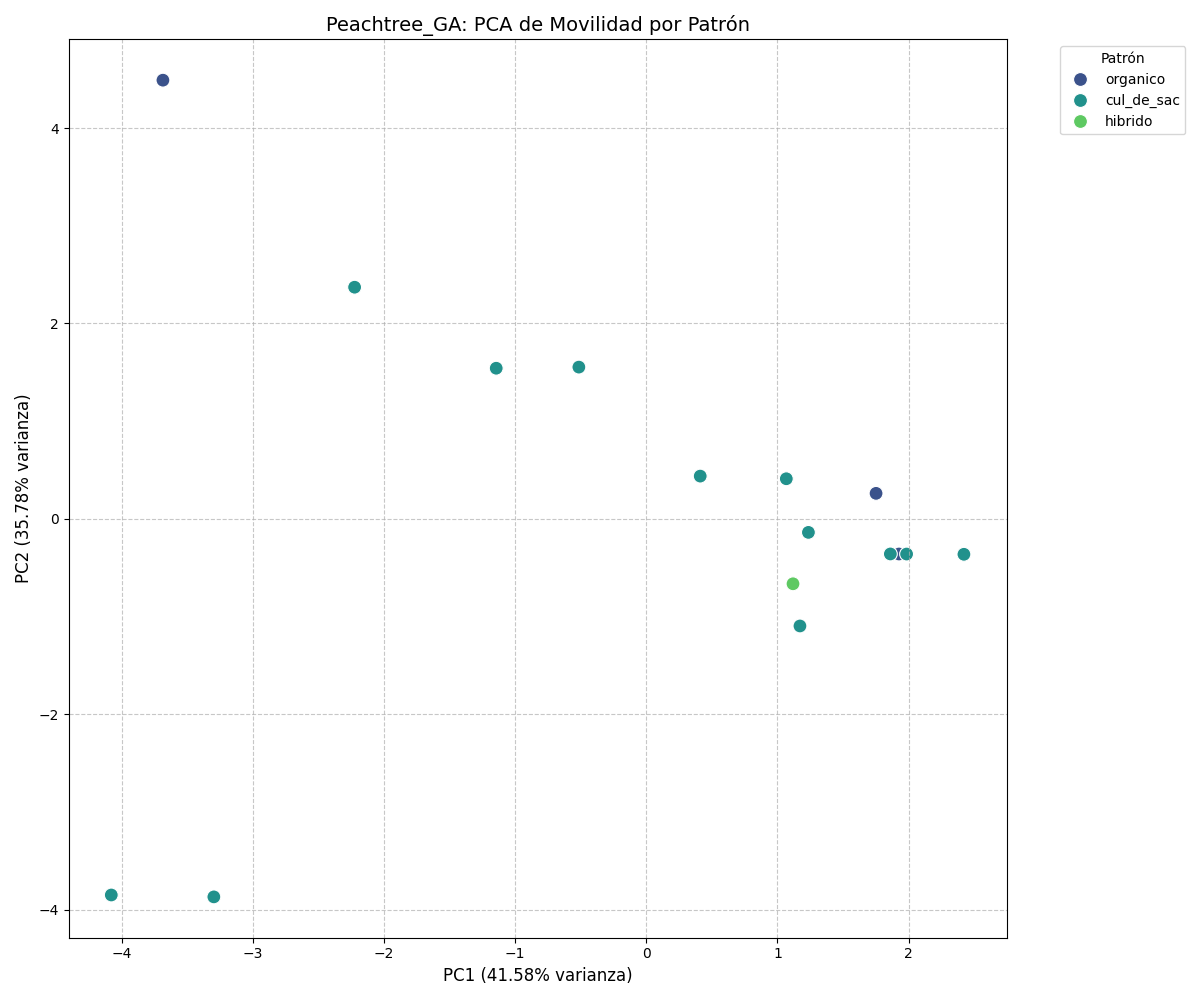 Peachtree_GA: PCA de Movilidad por Patrón
Patrón
organico
cul_de_sac
hibrido
4
2
0
−2
−4
PC2 (35.78% varianza)
−4
−3
−2
−1
0
1
2
PC1 (41.58% varianza)